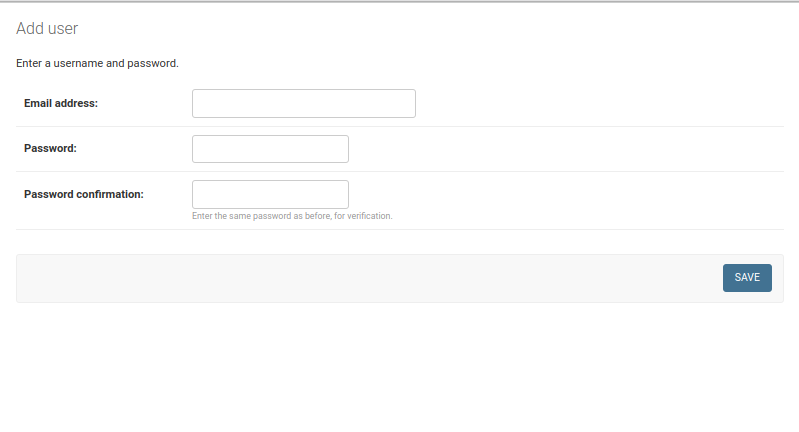 Add user
Enter a username and password.
Email address:
Password:
Password confirmation:
Enter the same password as before, for verification.
SAVE